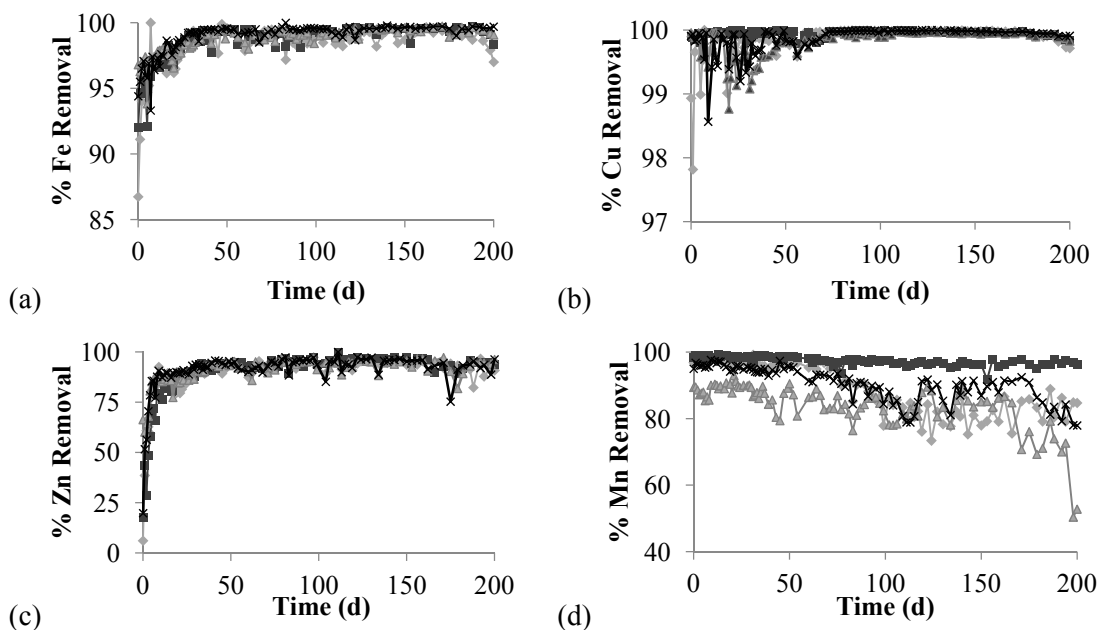 % Fe Removal
100
95
90
85
0 50 100 150 200
Time (d)
(a)
% Cu Removal
100
99
98
97
0 50 100 150 200
Time (d)
(b)
% Zn Removal
100
75
50
25
0
0 50 100 150 200
Time (d)
(c)
% Mn Removal
100
80
60
40
0 50 100 150 200
Time (d)
(d)